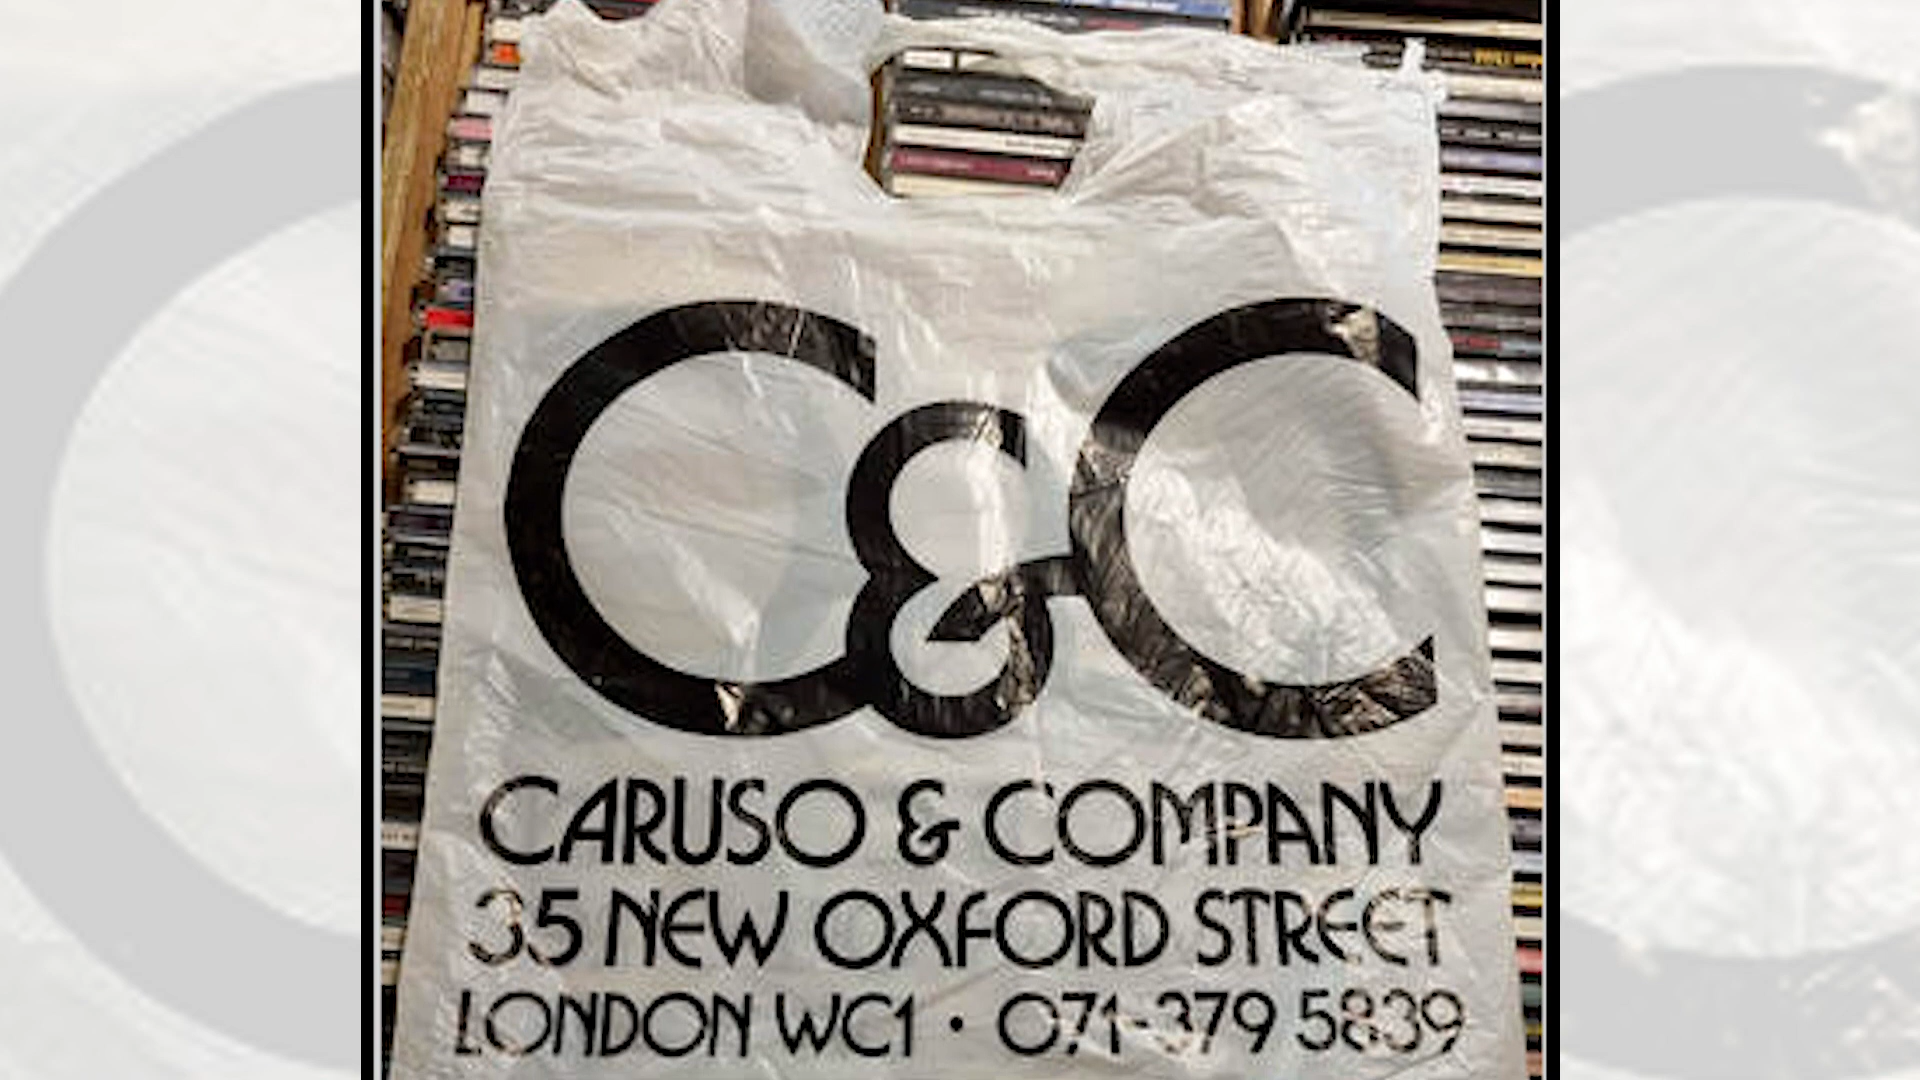 C&C
CARUSO & COMPANY
35 NEW OXFORD STREET
LONDON WC1 · 071-379 5839